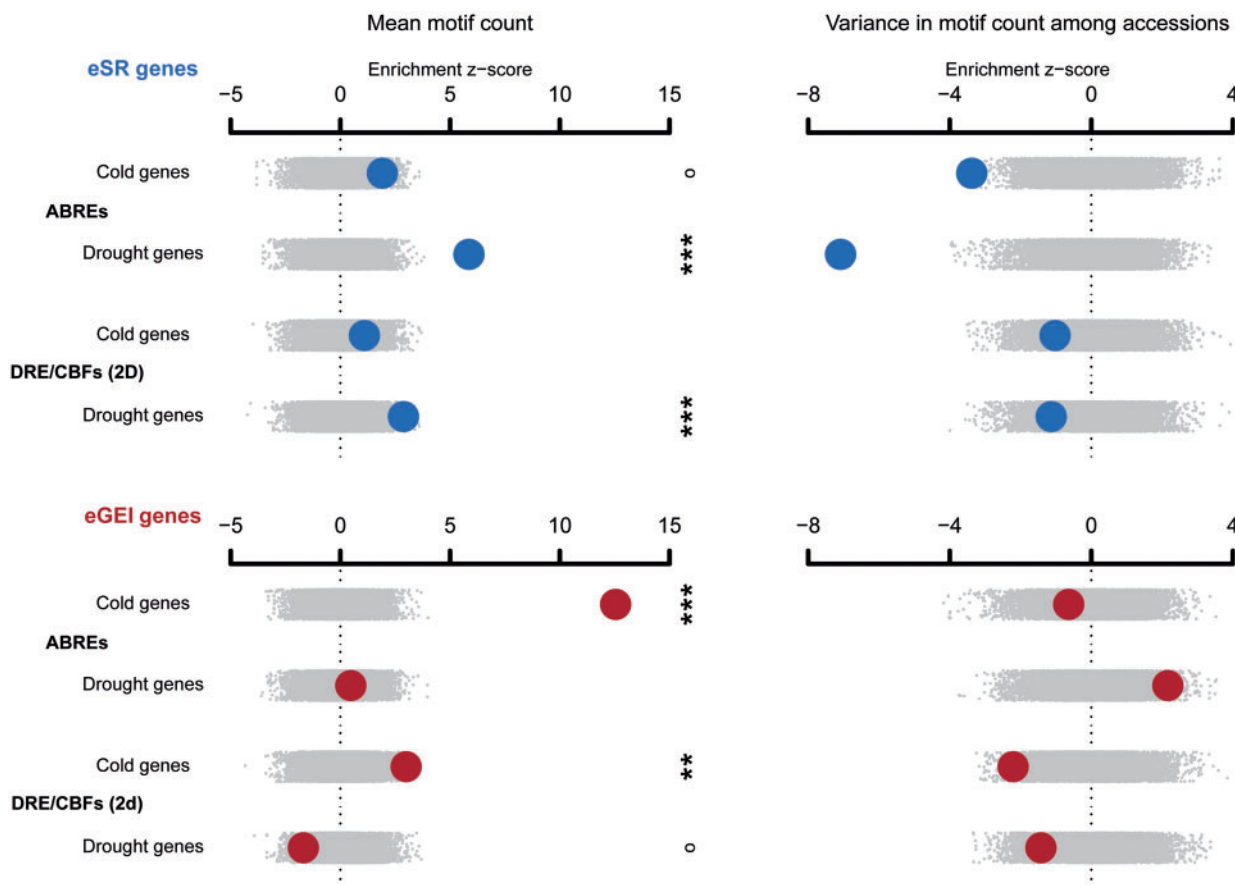 Mean motif count
Variance in motif count among accessions
eSR genes
Enrichment z−score
Enrichment z−score
−5 0 5 10 15
−8 −4 0 4
Cold genes
o
ABREs
Drought genes
***
Cold genes
DRE/CBFs (2D)
Drought genes
***
eGEI genes
−5 0 5 10 15
−8 −4 0 4
Cold genes
***
ABREs
Drought genes
Cold genes
**
DRE/CBFs (2d)
Drought genes
o